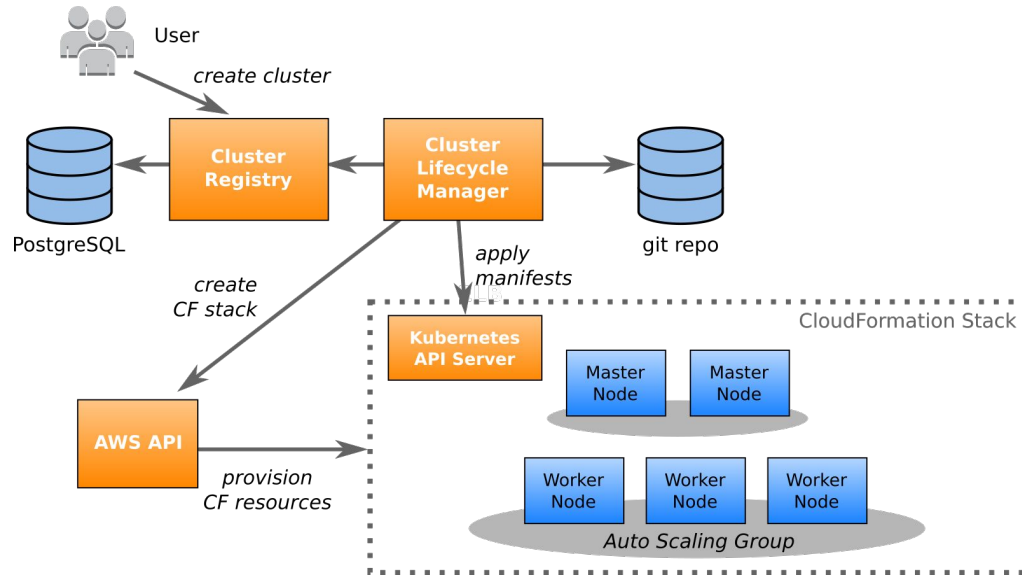 User
create cluster
Cluster
Registry
Cluster
Lifecycle
Manager
PostgreSQL
git repo
create
CF stack
apply
manifests
CloudFormation Stack
Kubernetes
API Server
Master
Node
Master
Node
AWS API
provision
CF resources
Worker
Node
Worker
Node
Worker
Node
Auto Scaling Group